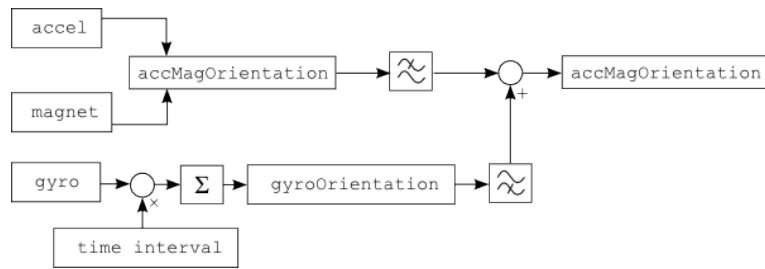 accel
accMagOrientation
+
accMagOrientation
magnet
gyro
×
Σ
gyroOrientation
time interval